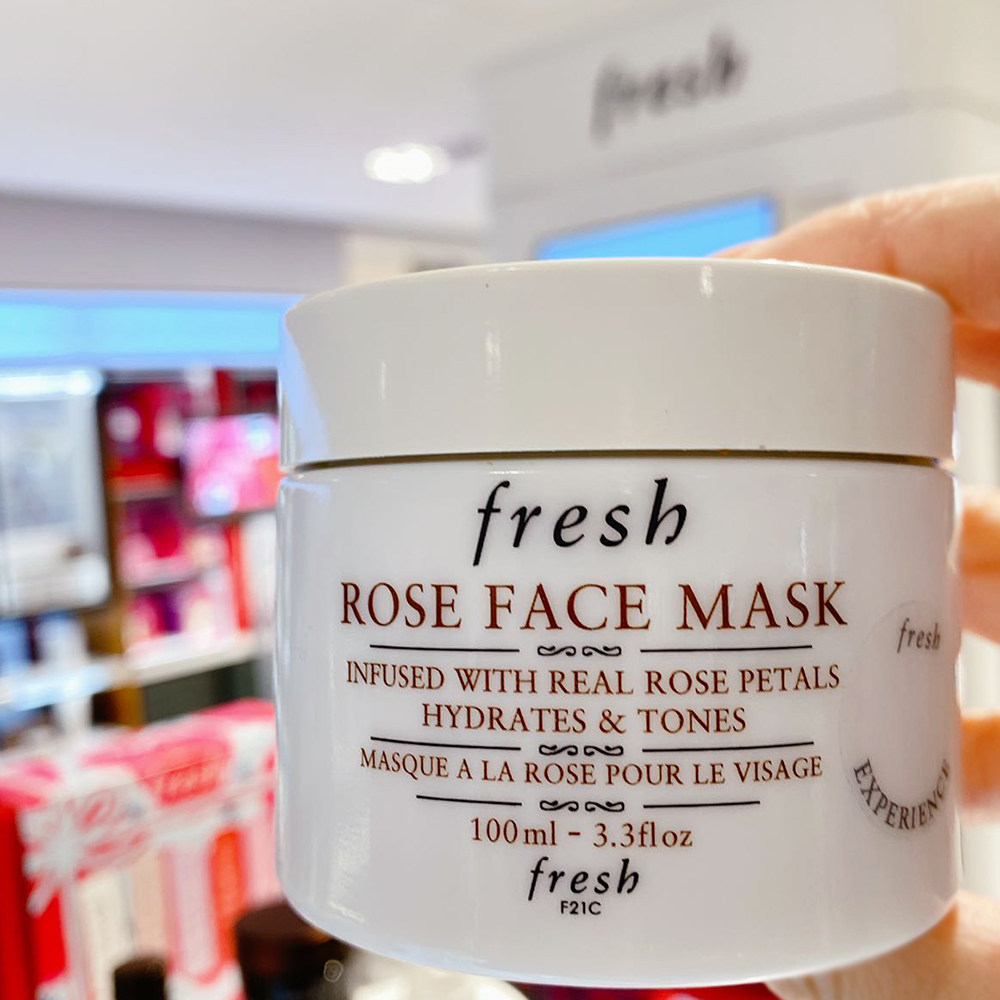 fresh
fresh
ROSE FACE MASK
INFUSED WITH REAL ROSE PETALS
HYDRATES & TONES
MASQUE A LA ROSE POUR LE VISAGE
100ml - 3.3fl oz
fresh
F21C
fresh
EXPERIENCE